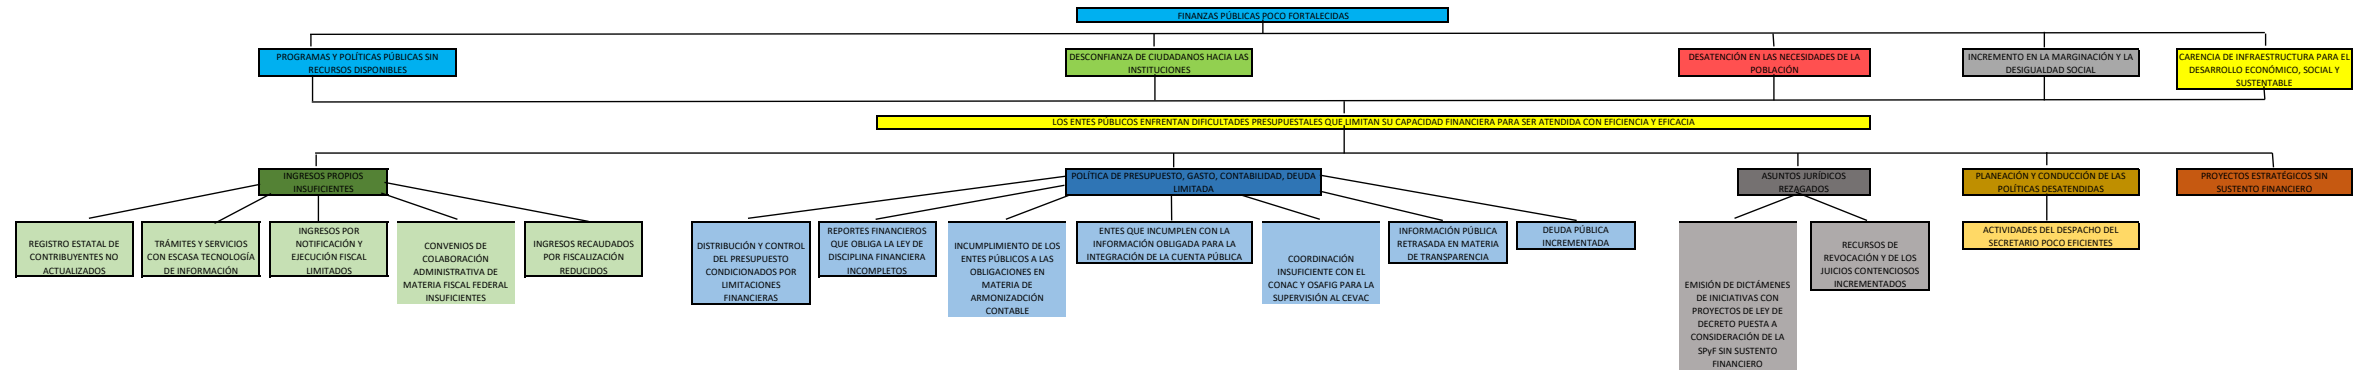 FINANZAS PÚBLICAS POCO FORTALECIDAS
PROGRAMAS Y POLÍTICAS PÚBLICAS SIN
RECURSOS DISPONIBLES
DESCONFIANZA DE CIUDADANOS HACIA LAS
INSTITUCIONES
DESATENCIÓN EN LAS NECESIDADES DE LA
POBLACIÓN
INCREMENTO EN LA MARGINACIÓN Y LA
DESIGUALDAD SOCIAL
CARENCIA DE INFRAESTRUCTURA PARA EL
DESARROLLO ECONÓMICO, SOCIAL Y
SUSTENTABLE
LOS ENTES PÚBLICOS ENFRENTAN DIFICULTADES PRESUPUESTALES QUE LIMITAN SU CAPACIDAD FINANCIERA PARA SER ATENDIDA CON EFICIENCIA Y EFICACIA
INGRESOS PROPIOS
INSUFICIENTES
POLÍTICA DE PRESUPUESTO, GASTO, CONTABILIDAD, DEUDA
LIMITADA
ASUNTOS JURÍDICOS
REZAGADOS
PLANEACIÓN Y CONDUCCIÓN DE LAS
POLÍTICAS DESATENDIDAS
PROYECTOS ESTRATÉGICOS SIN
SUSTENTO FINANCIERO
REGISTRO ESTATAL DE
CONTRIBUYENTES NO
ACTUALIZADOS
TRÁMITES Y SERVICIOS
CON ESCASA TECNOLOGÍA
DE INFORMACIÓN
INGRESOS POR
NOTIFICACIÓN Y
EJECUCIÓN FISCAL
LIMITADOS
CONVENIOS DE
COLABORACIÓN
ADMINISTRATIVA DE
MATERIA FISCAL FEDERAL
INSUFICIENTES
INGRESOS RECAUDADOS
POR FISCALIZACIÓN
REDUCIDOS
DISTRIBUCIÓN Y CONTROL
DEL PRESUPUESTO
CONDICIONADOS POR
LIMITACIONES
FINANCIERAS
REPORTES FINANCIEROS
QUE OBLIGA LA LEY DE
DISCIPLINA FINANCIERA
INCOMPLETOS
INCUMPLIMIENTO DE LOS
ENTES PÚBLICOS A LAS
OBLIGACIONES EN
MATERIA DE
ARMONIZADCIÓN
CONTABLE
ENTES QUE INCUMPLEN CON LA
INFORMACIÓN OBLIGADA PARA LA
INTEGRACIÓN DE LA CUENTA PÚBLICA
COORDINACIÓN
INSUFICIENTE CON EL
CONAC Y OSAFIG PARA LA
SUPERVISIÓN AL CEVAC
INFORMACIÓN PÚBLICA
RETRASADA EN MATERIA
DE TRANSPARENCIA
DEUDA PÚBLICA
INCREMENTADA
EMISIÓN DE DICTÁMENES
DE INICIATIVAS CON
PROYECTOS DE LEY DE
DECRETO PUESTA A
CONSIDERACIÓN DE LA
SPyF SIN SUSTENTO
FINANCIERO
RECURSOS DE
REVOCACIÓN Y DE LOS
JUICIOS CONTENCIOSOS
INCREMENTADOS
ACTIVIDADES DEL DESPACHO DEL
SECRETARIO POCO EFICIENTES